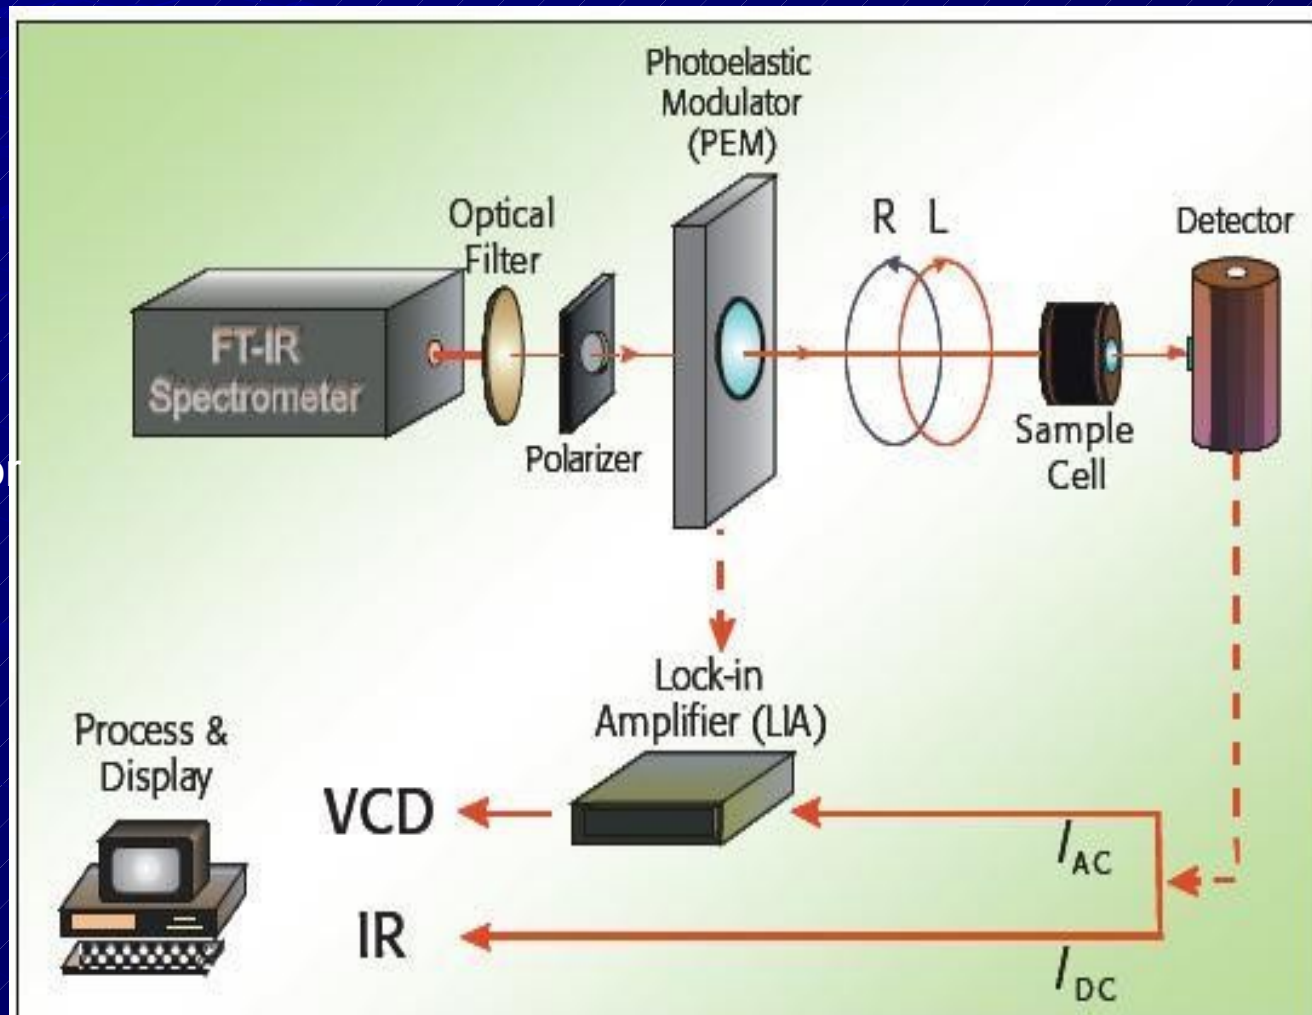 Photoelastic
Modulator
(PEM)
Optical
Filter
R L
Detector
FT-IR
Spectrometer
Polarizer
Sample
Cell
or
Lock-in
Amplifier (LIA)
Process &
Display
VCD
I AC
IR
I DC